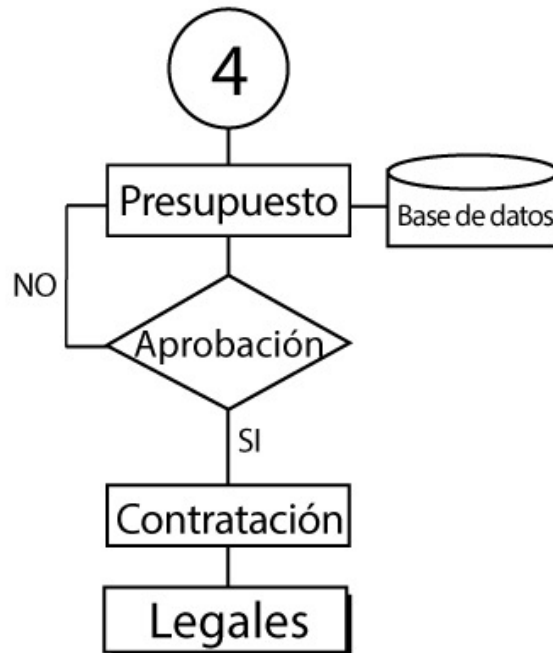 4
Presupuesto
Base de datos
NO
Aprobación
SI
Contratación
Legales